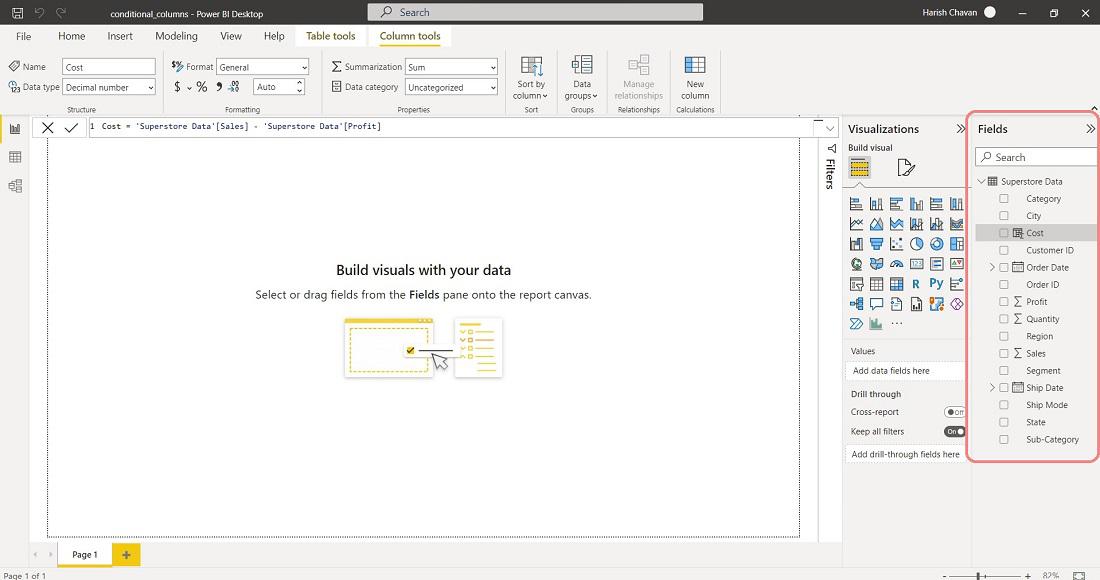 conditional_columns - Power BI Desktop
Search
Harish Chavan
File Home Insert Modeling View Help Table tools Column tools
Name Cost
Data type Decimal number
Structure
Format General
$ % Auto
Formatting
Summarization Sum
Data category Uncategorized
Properties
Sort by
column
Sort
Data
groups
Groups
Manage
relationships
Relationships
New
column
Calculations
1 Cost = 'Superstore Data'[Sales] - 'Superstore Data'[Profit]
Build visuals with your data
Select or drag fields from the Fields pane onto the report canvas.
Filters
Visualizations
Build visual
123
R Py
...
Values
Add data fields here
Drill through
Cross-report Off
Keep all filters On
Add drill-through fields here
Fields
Search
Superstore Data
Category
City
Cost
Customer ID
Order Date
Order ID
Profit
Quantity
Region
Sales
Segment
Ship Date
Ship Mode
State
Sub-Category
Page 1
Page 1 of 1
- + 82%